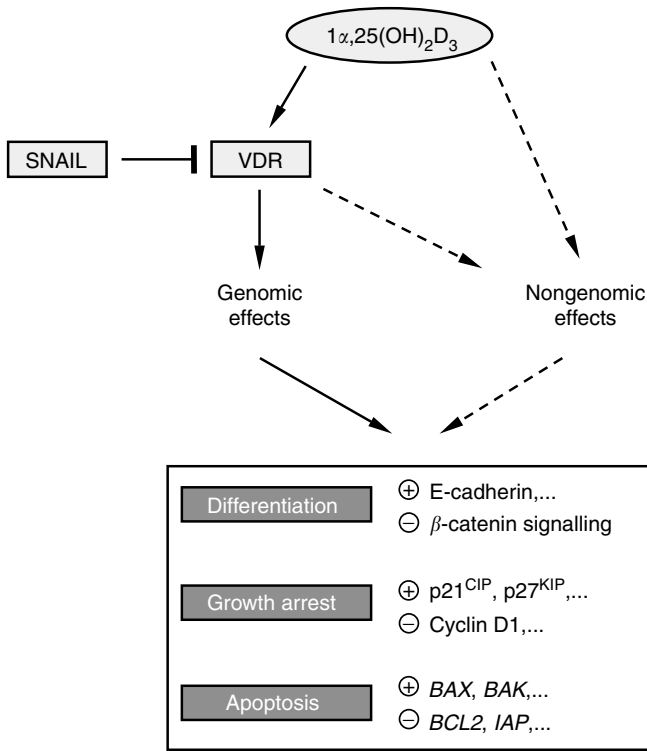 1α,25(OH)₂D₃
SNAIL
VDR
Genomic
effects
Nongenomic
effects
Differentiation
⊕ E-cadherin,...
⊖ β-catenin signalling
Growth arrest
⊕ p21ᶜᴵᴾ, p27ᴷᴵᴾ,...
⊖ Cyclin D1,...
Apoptosis
⊕ BAX, BAK,...
⊖ BCL2, IAP,...